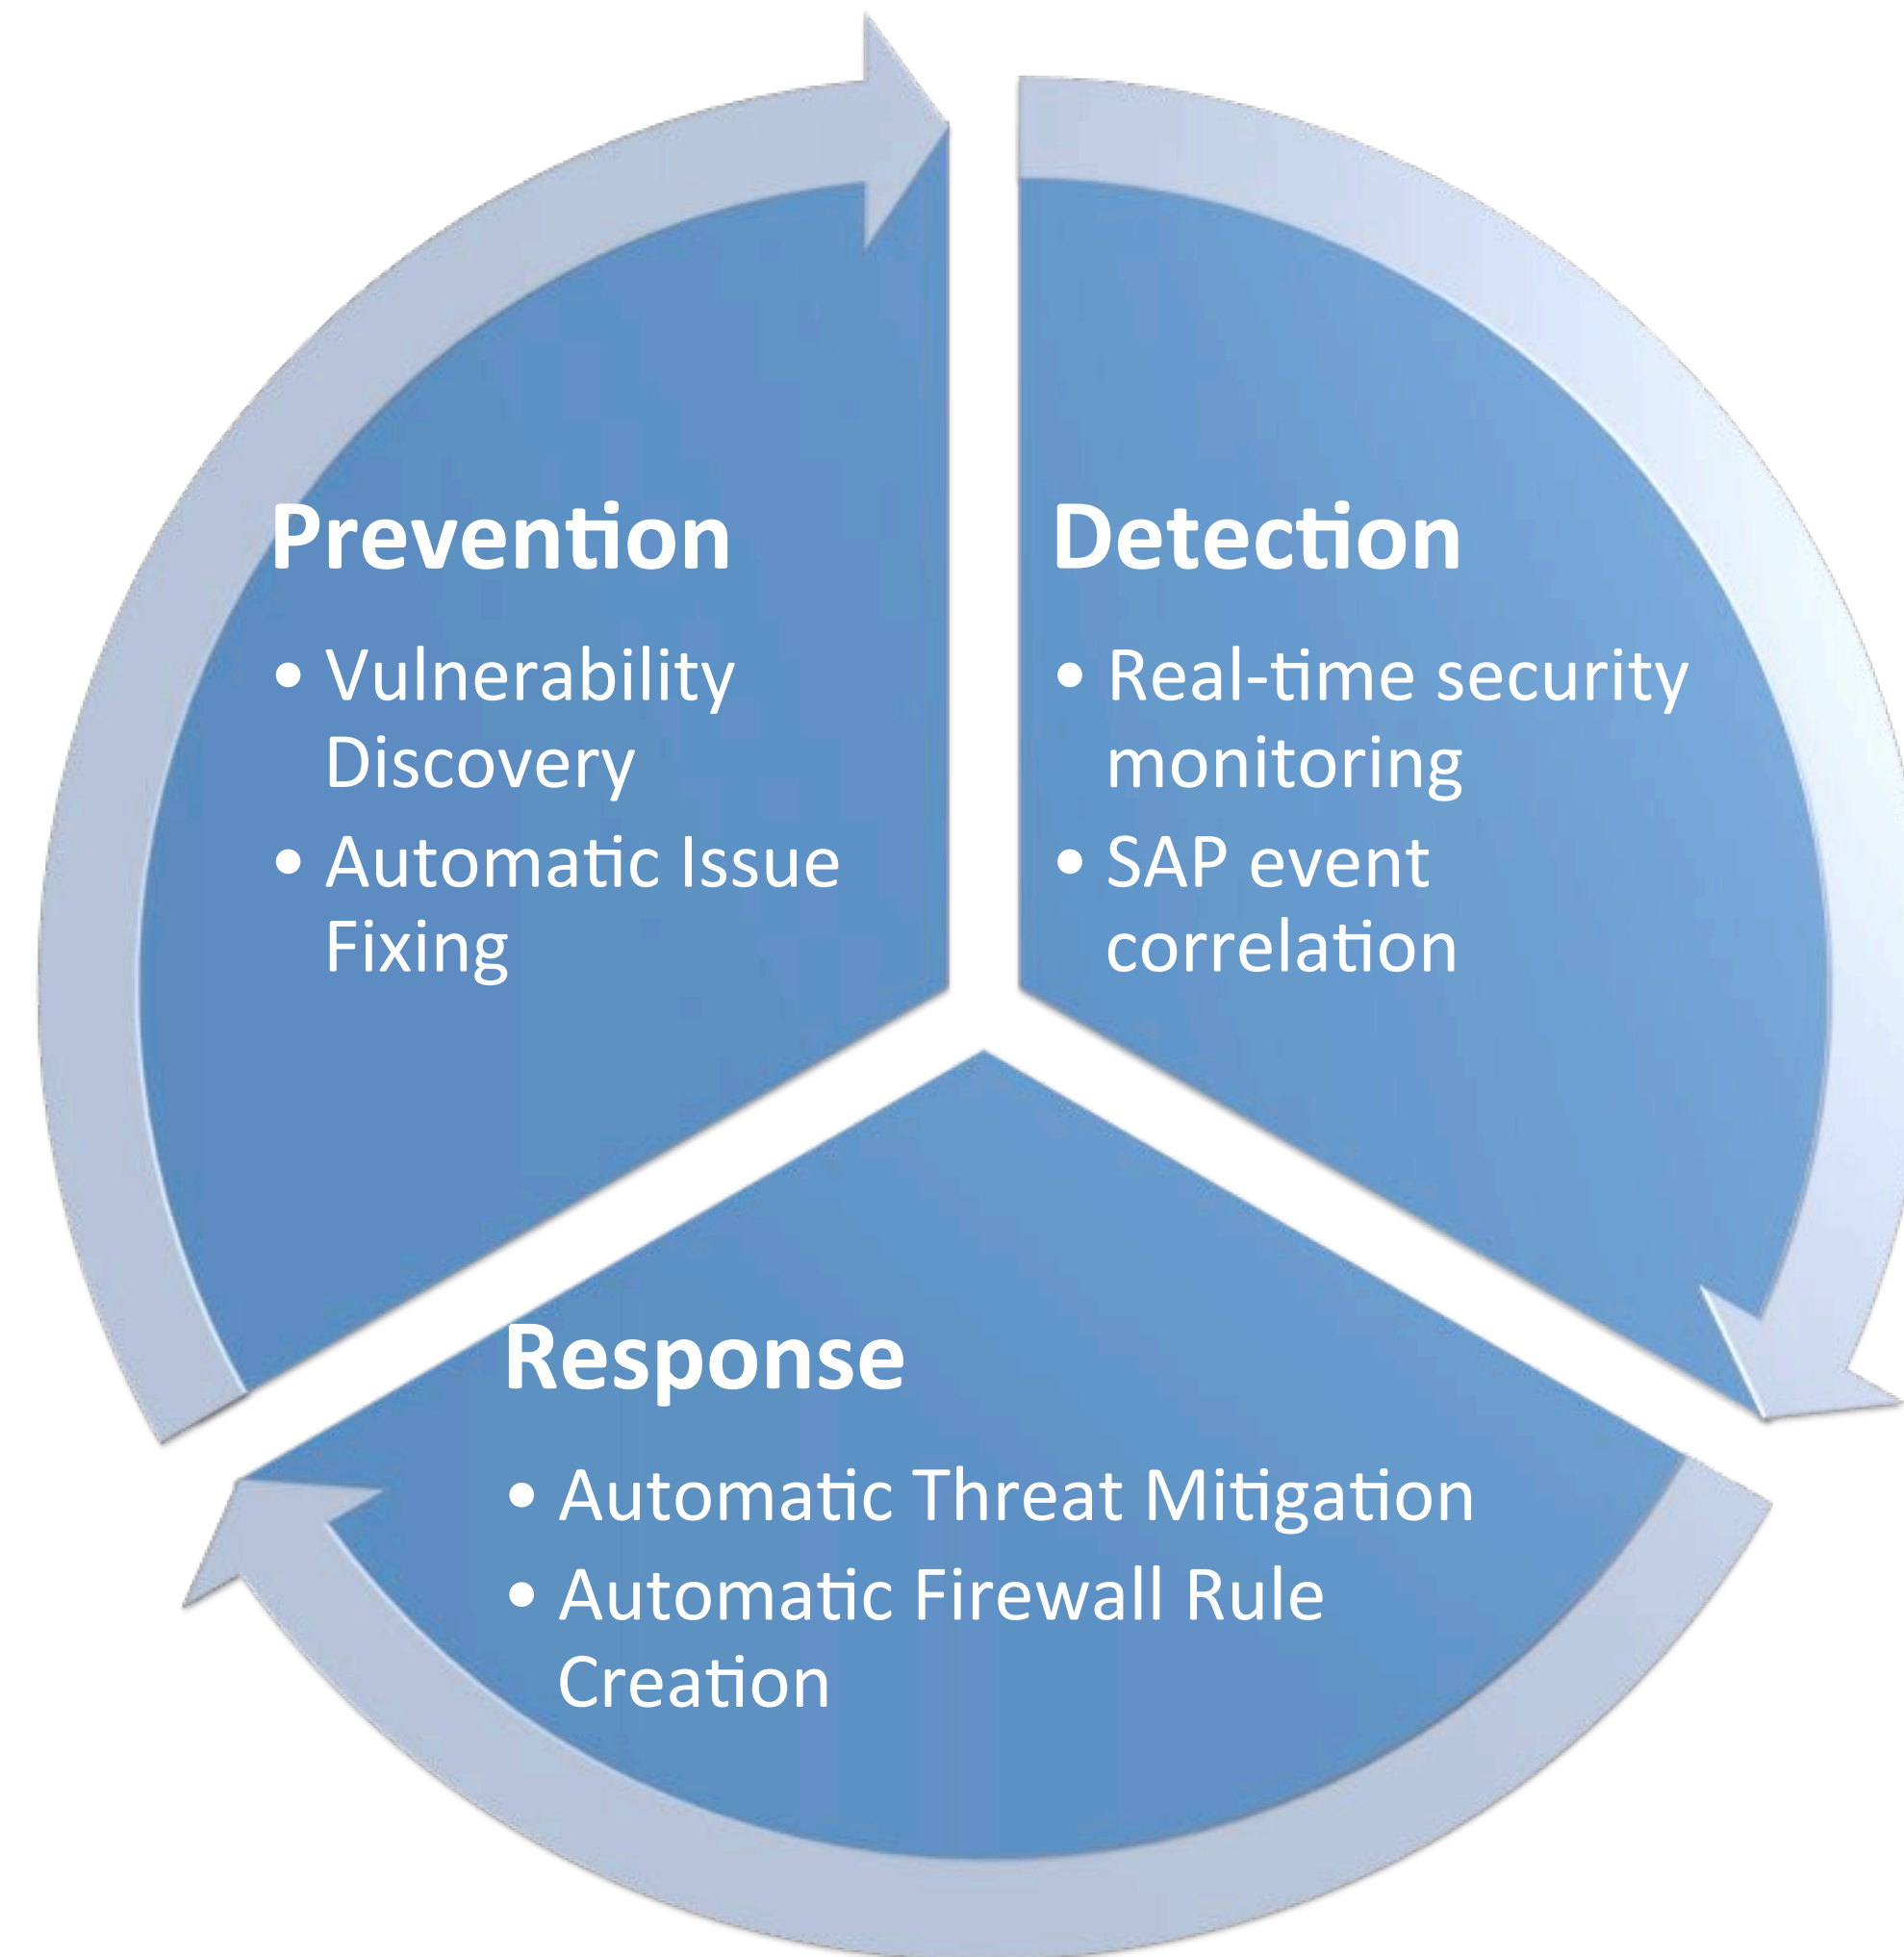 Prevention
• Vulnerability
Discovery
• Automatic Issue
Fixing
Detection
• Real-time security
monitoring
• SAP event
correlation
Response
• Automatic Threat Mitigation
• Automatic Firewall Rule
Creation